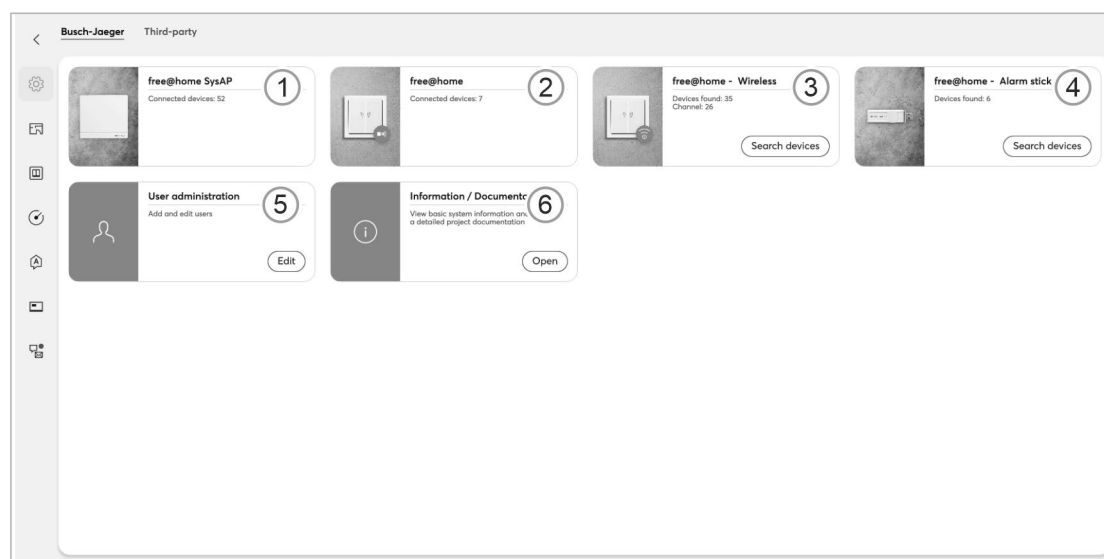 Busch-Jaeger Third-party
free@home SysAP
Connected devices: 52
1
free@home
Connected devices: 7
2
free@home - Wireless
Devices found: 35
Channel: 26
3
Search devices
free@home - Alarm stick
Devices found: 6
4
Search devices
User administration
Add and edit users
5
Edit
Information /
View basic system information
a detailed project documentation
6
Open